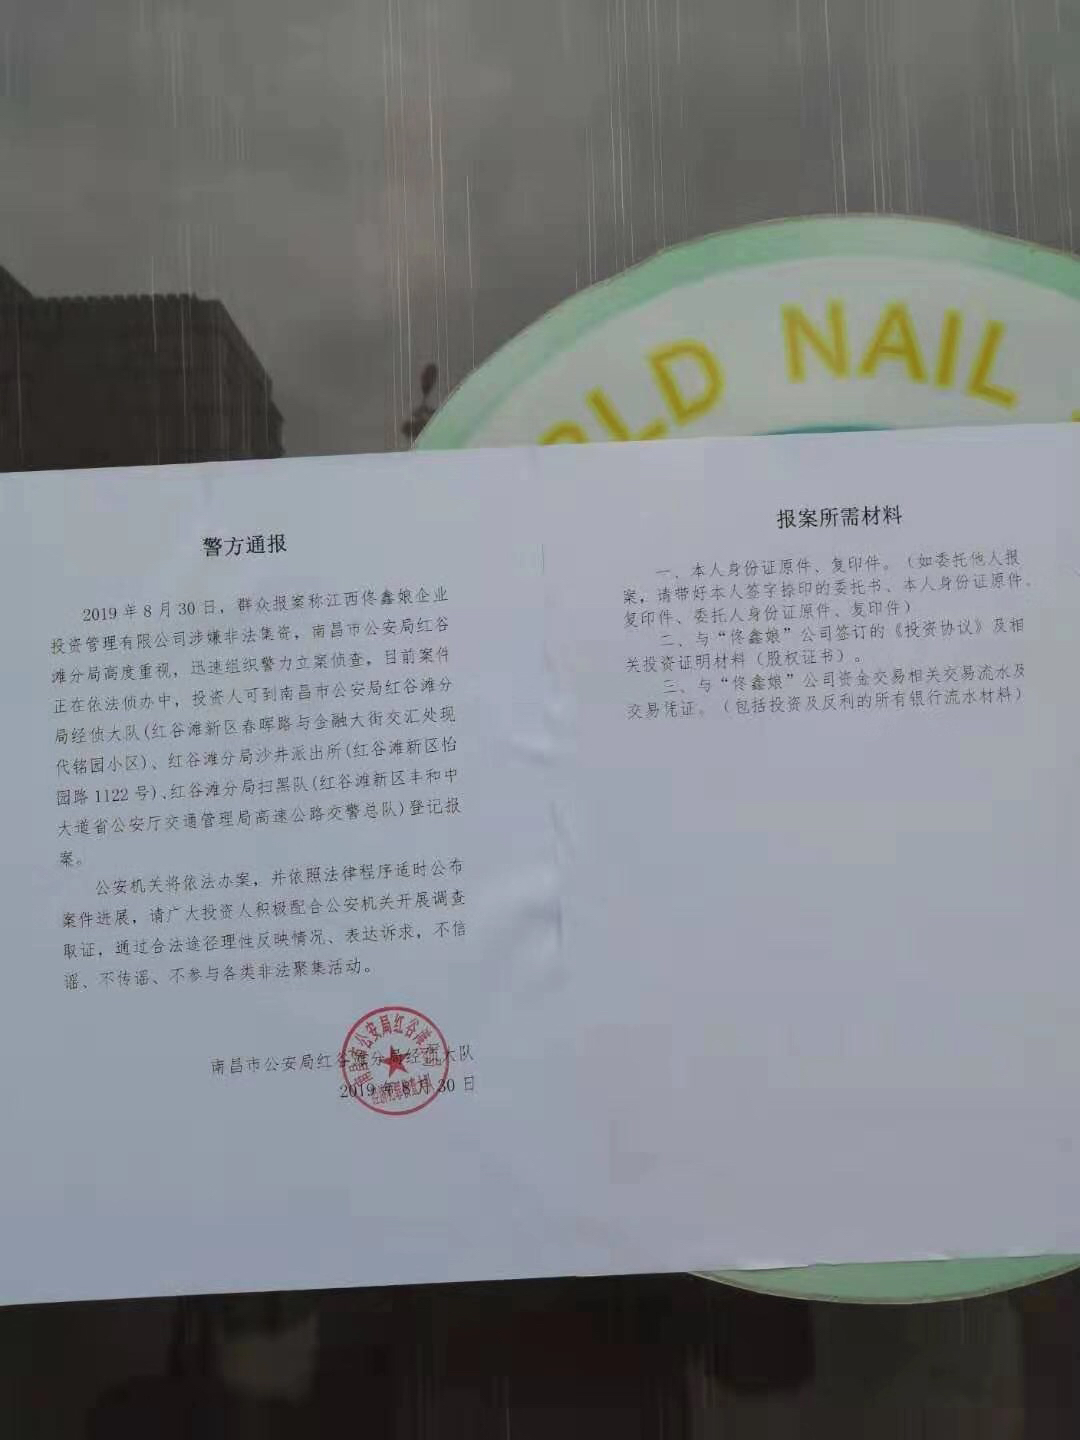 RLD NAIL
警方通报
2019年8月30日，群众报案称江西佟鑫娘企业
投资管理有限公司涉嫌非法集资，南昌市公安局红谷
滩分局高度重视，迅速组织警力立案侦查，目前案件
正在依法侦办中，投资人可到南昌市公安局红谷滩分
局经侦大队(红谷滩新区春晖路与金融大街交汇处现
代铭园小区)、红谷滩分局沙井派出所(红谷滩新区怡
园路1122号)、红谷滩分局扫黑队(红谷滩新区丰和中
大道省公安厅交通管理局高速公路交警总队)登记报
案。
公安机关将依法办案，并依照法律程序适时公布
案件进展，请广大投资人积极配合公安机关开展调查
取证，通过合法途径理性反映情况、表达诉求，不信
谣、不传谣、不参与各类非法聚集活动。
南昌市公安局红谷滩分局经侦大队
2019年8月30日
报案所需材料
一、本人身份证原件、复印件。（如委托他人报
案，请带好本人签字捺印的委托书、本人身份证原件、
复印件、委托人身份证原件、复印件）
二、与“佟鑫娘”公司签订的《投资协议》及相
关投资证明材料（股权证书）。
三、与“佟鑫娘”公司资金交易相关交易流水及
交易凭证。（包括投资及反利的所有银行流水材料）